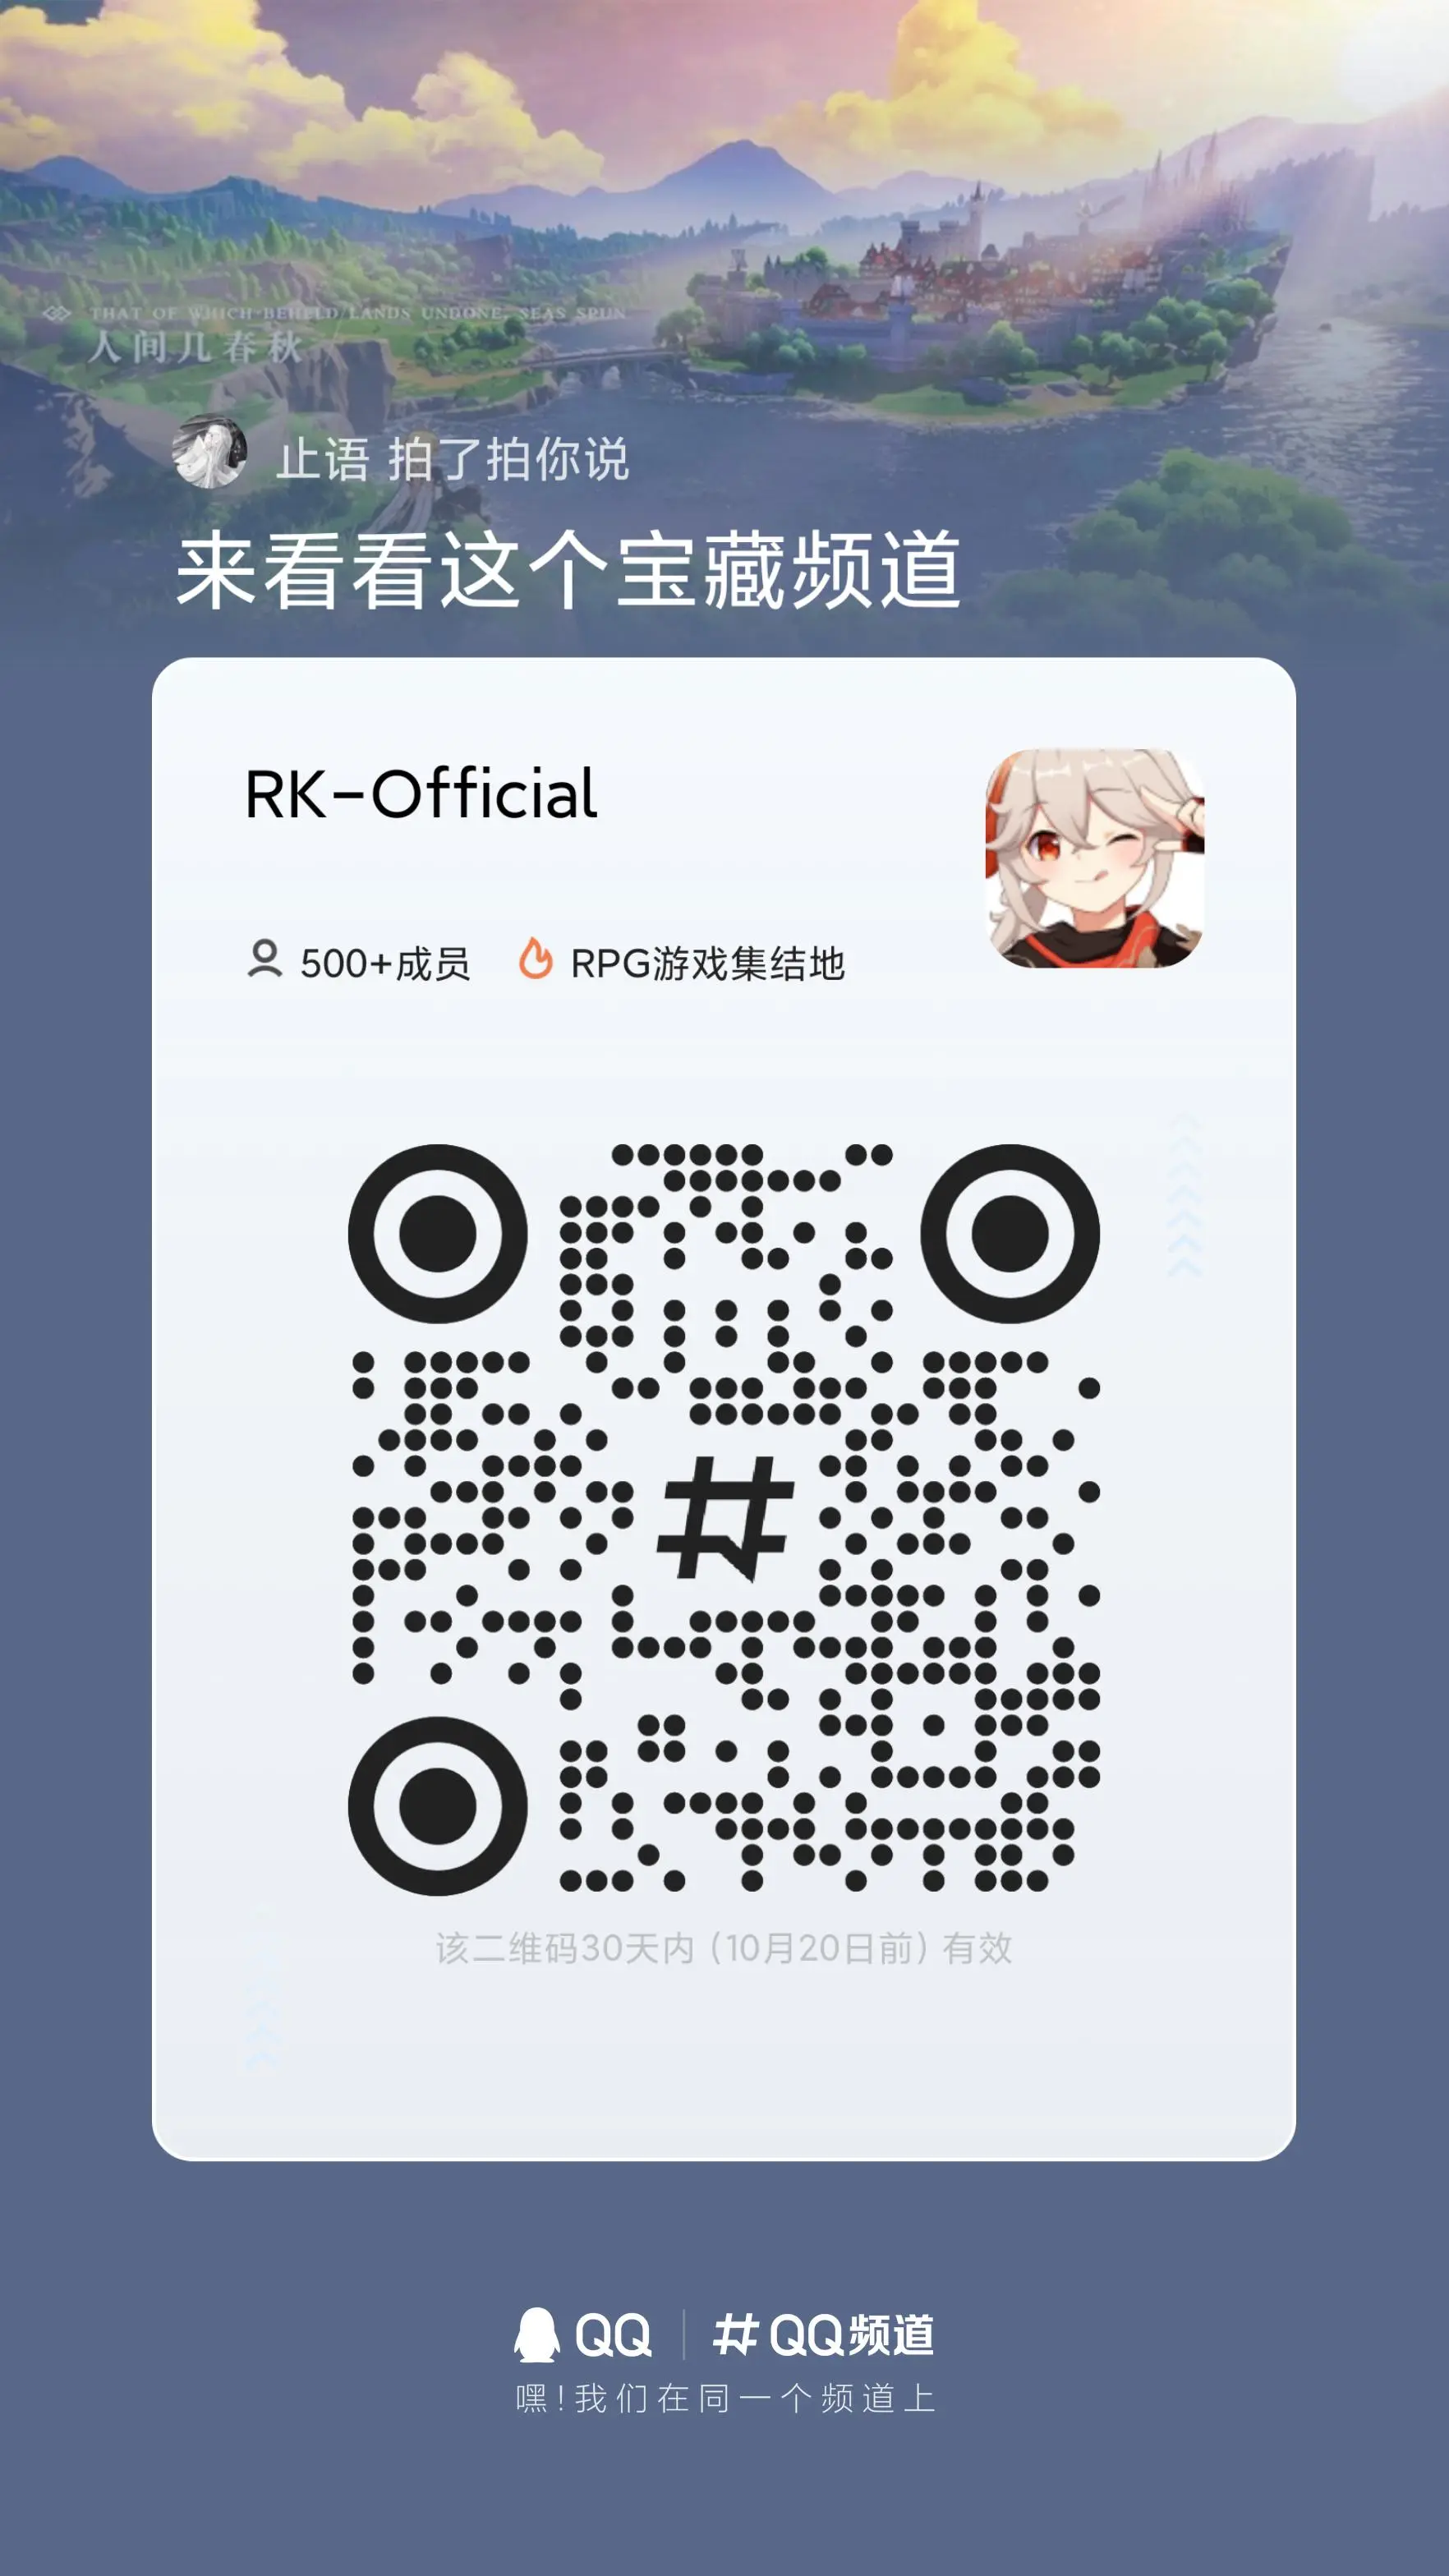 THAT OF WHICH BEHELD/LANDS UNDONE, SEAS SPUN
人间几春秋
止语 拍了拍你说
来看看这个宝藏频道
RK-Official
500+成员 RPG游戏集结地
该二维码30天内 (10月20日前) 有效
QQ | QQ频道
嘿!我们在同一个频道上